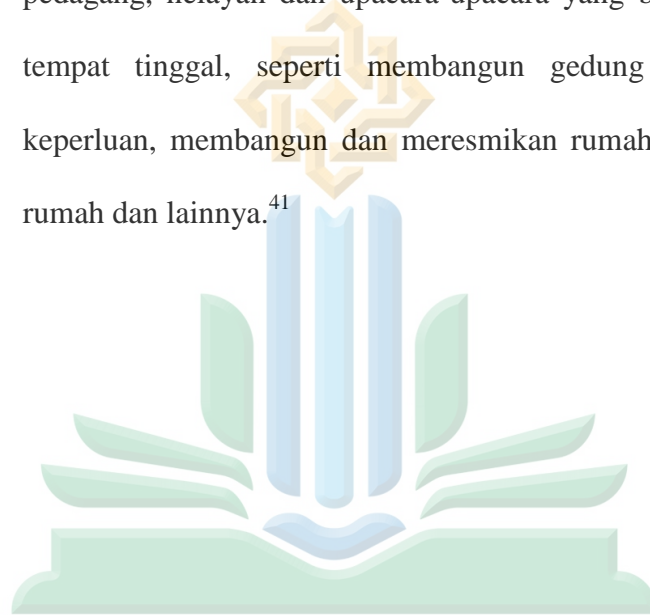 pedagang, nelayan dan upacara-upacara yang
tempat tinggal, seperti membangun gedung
keperluan, membangun dan meresmikan rumah
rumah dan lainnya.41